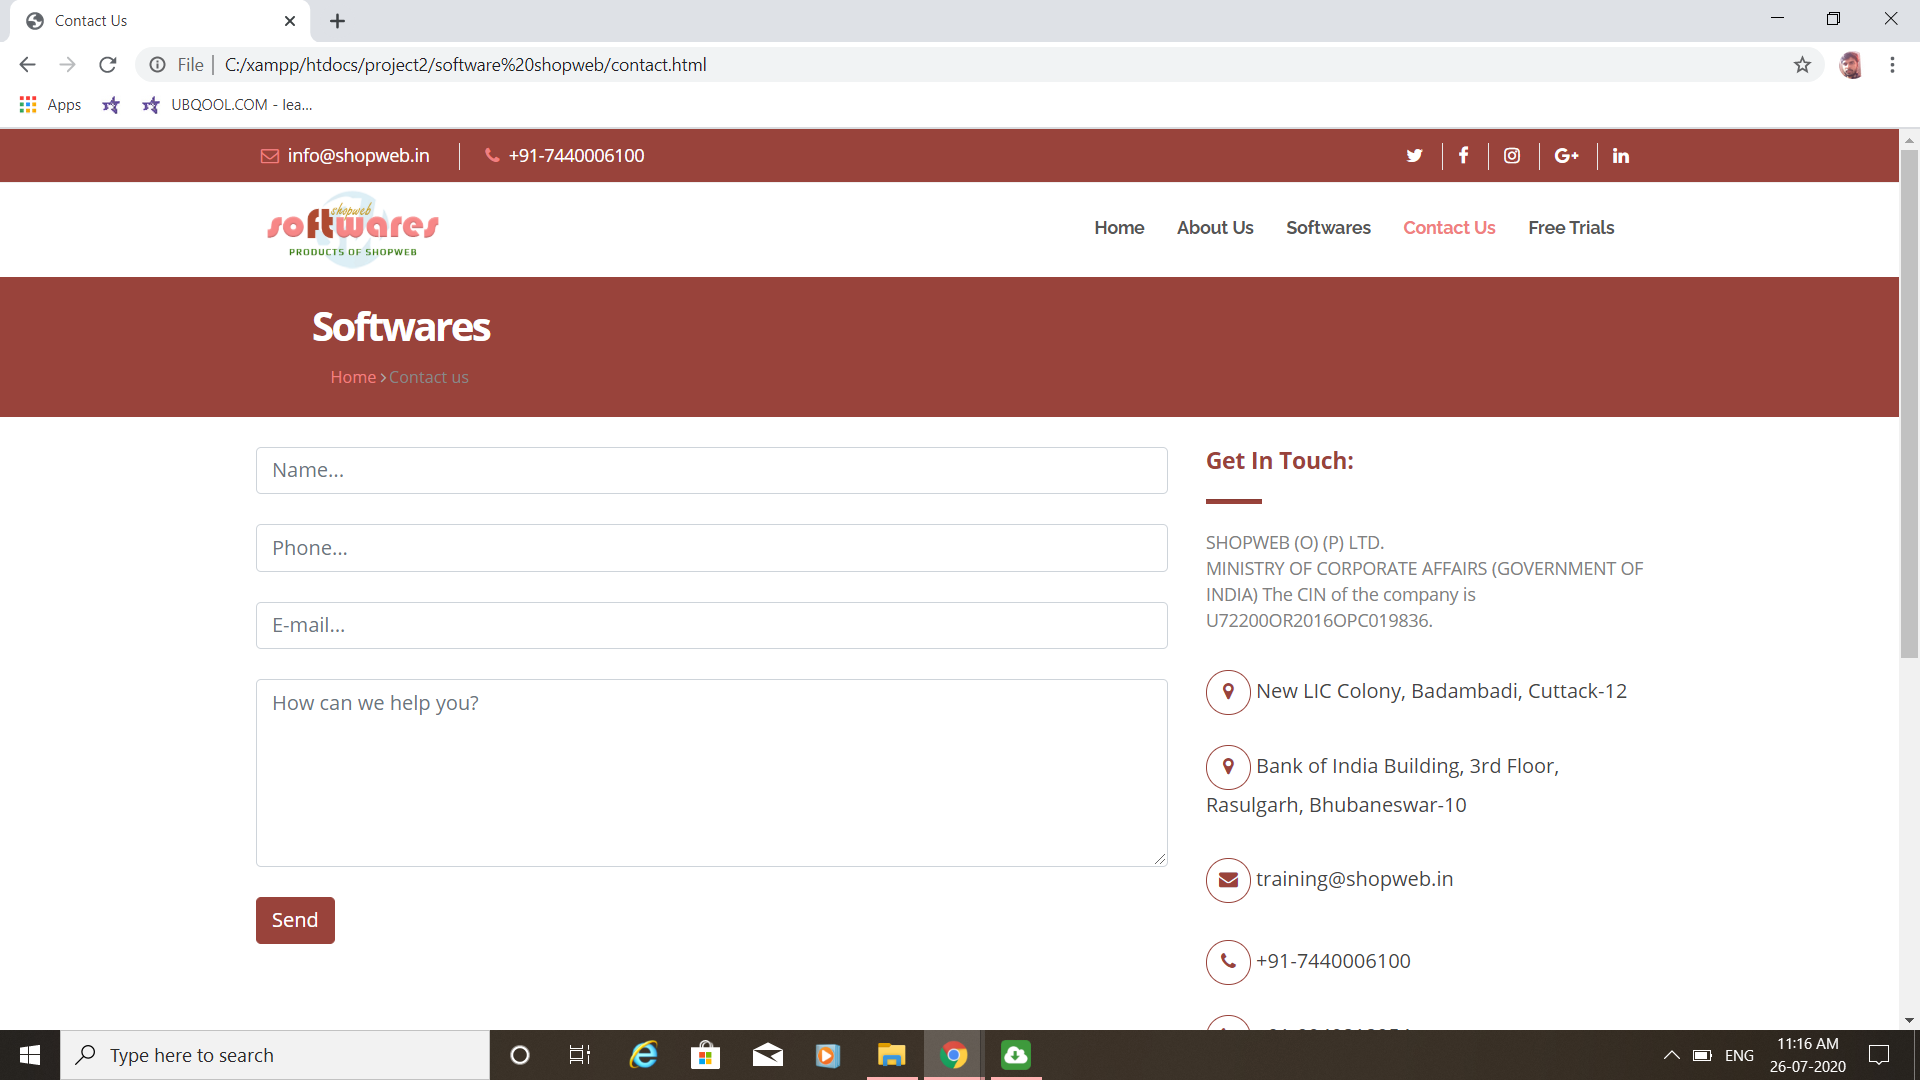 Contact Us
File
C:/xampp/htdocs/project2/software%20shopweb/contact.html
Apps
UBQOOL.COM - lea...
info@shopweb.in
+91-7440006100
G+
shopweb
softwares
PRODUCTS OF SHOPWEB
Home
About Us
Softwares
Contact Us
Free Trials
Softwares
Home > Contact us
Name...
Phone...
E-mail...
How can we help you?
Send
Get In Touch:
SHOPWEB (O) (P) LTD.
MINISTRY OF CORPORATE AFFAIRS (GOVERNMENT OF
INDIA) The CIN of the company is
U72200OR2016OPC019836.
New LIC Colony, Badambadi, Cuttack-12
Bank of India Building, 3rd Floor,
Rasulgarh, Bhubaneswar-10
training@shopweb.in
+91-7440006100
Type here to search
ENG
11:16 AM
26-07-2020